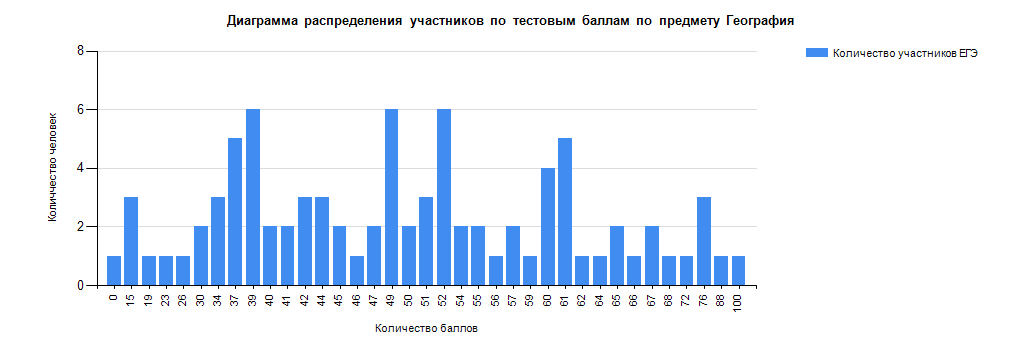 Диаграмма распределения участников по тестовым баллам по предмету География
Количество участников ЕГЭ
Колинчество человек
8
6
4
2
0
0 15 19 23 26 30 34 37 39 40 41 42 44 45 46 47 49 50 51 52 54 55 56 57 59 60 61 62 64 65 66 67 68 72 76 88 100
Количество баллов